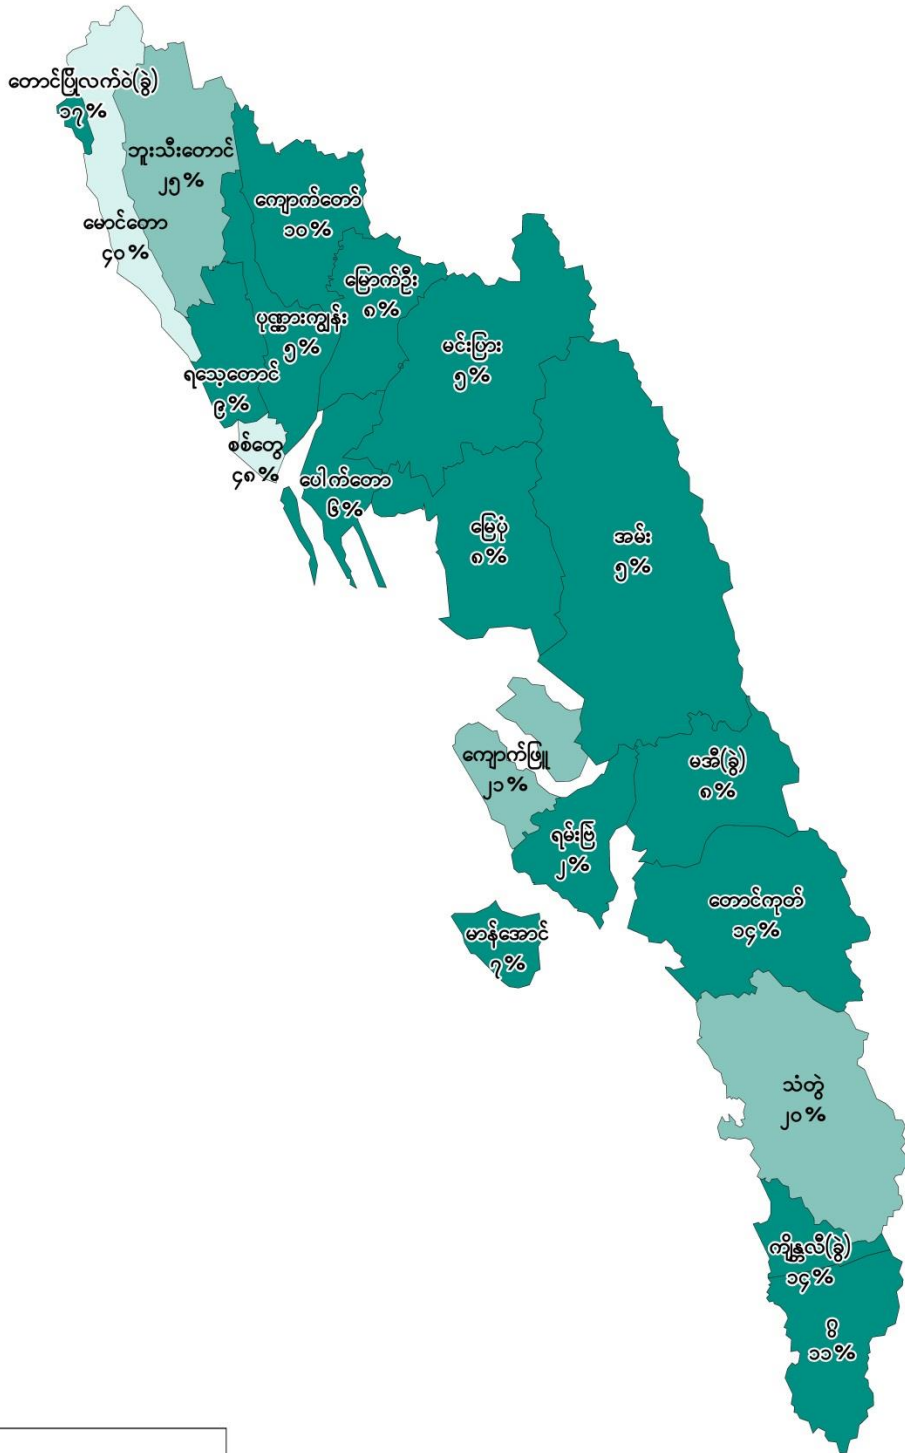 တောင်ပြိုလက်ဝဲ(ခွဲ)
၁၇%
ဘူးသီးတောင်
၂၅%
ကျောက်တော်
၁၀%
မောင်တော
၄၀%
မြောက်ဦး
၈%
ပုဏ္ဏားကျွန်း
၅%
မင်းပြား
၅%
ရသေ့တောင်
၉%
စစ်တွေ
၄၈%
ပေါက်တော
၆%
မြေပုံ
၈%
အမ်း
၅%
ကျောက်ဖြူ
၂၁%
မအီ(ခွဲ)
၈%
ရမ်းဗြဲ
၂%
တောင်ကုတ်
၁၄%
မာန်အောင်
၇%
သံတွဲ
၂၀%
ကျိန္တလီ(ခွဲ)
၁၄%
ဂွ
၁၁%